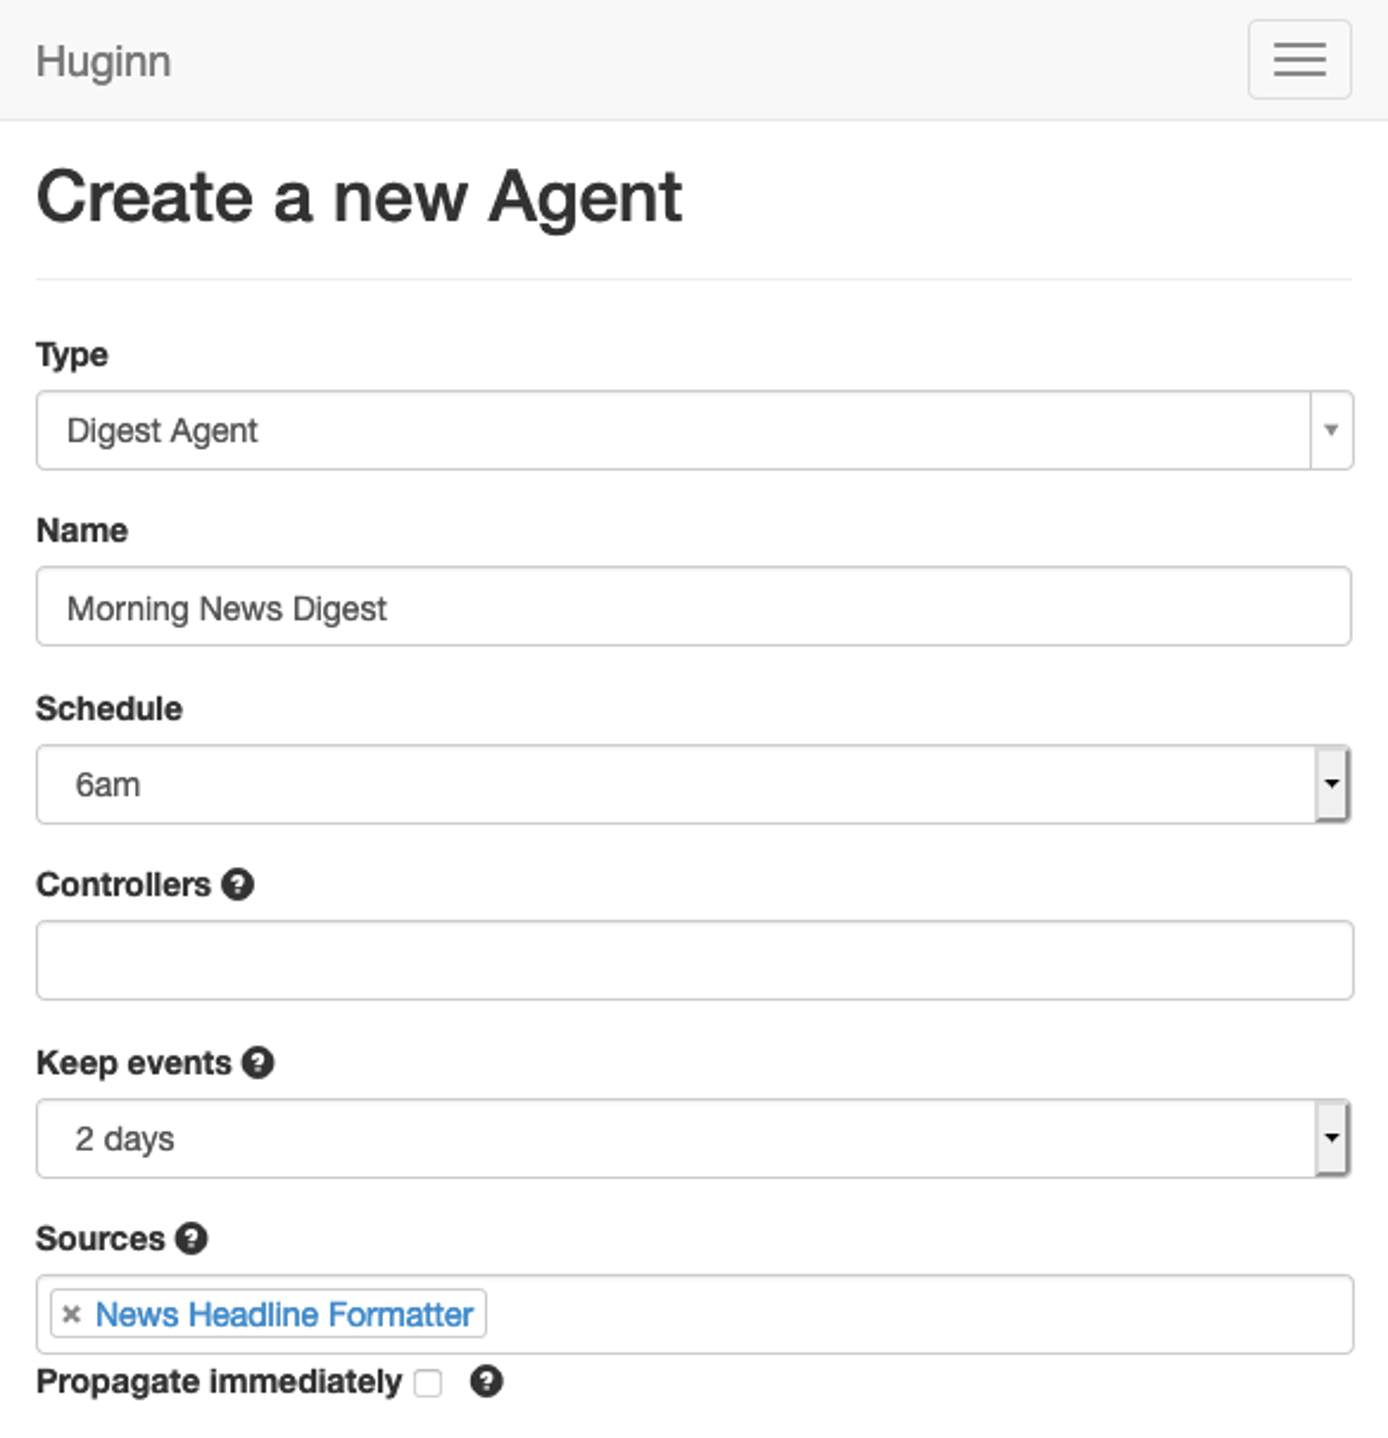 Huginn
Create a new Agent
Type
Digest Agent
Name
Morning News Digest
Schedule
6am
Controllers ?
Keep events ?
2 days
Sources ?
× News Headline Formatter
Propagate immediately ?